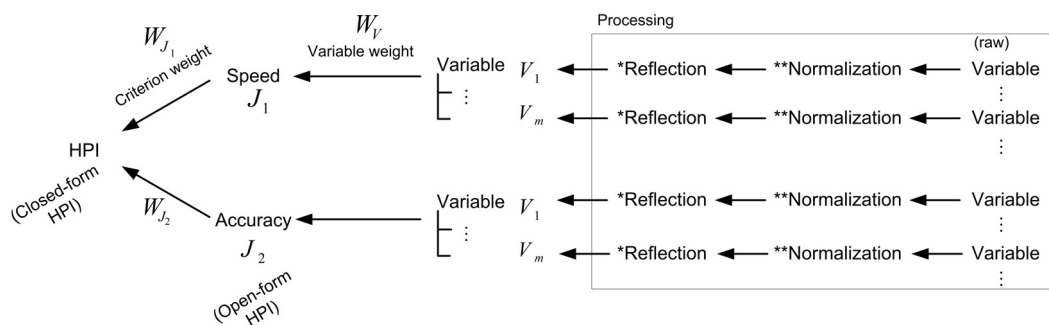 Processing
W_{J_1}
Criterion weight
W_V
Variable weight
(raw)
Speed
J_1
Variable
⋮
V_1
*Reflection
**Normalization
Variable
⋮
V_m
*Reflection
**Normalization
Variable
⋮
HPI
(Closed-form
HPI)
W_{J_2}
Accuracy
J_2
(Open-form
HPI)
Variable
⋮
V_1
*Reflection
**Normalization
Variable
⋮
V_m
*Reflection
**Normalization
Variable
⋮